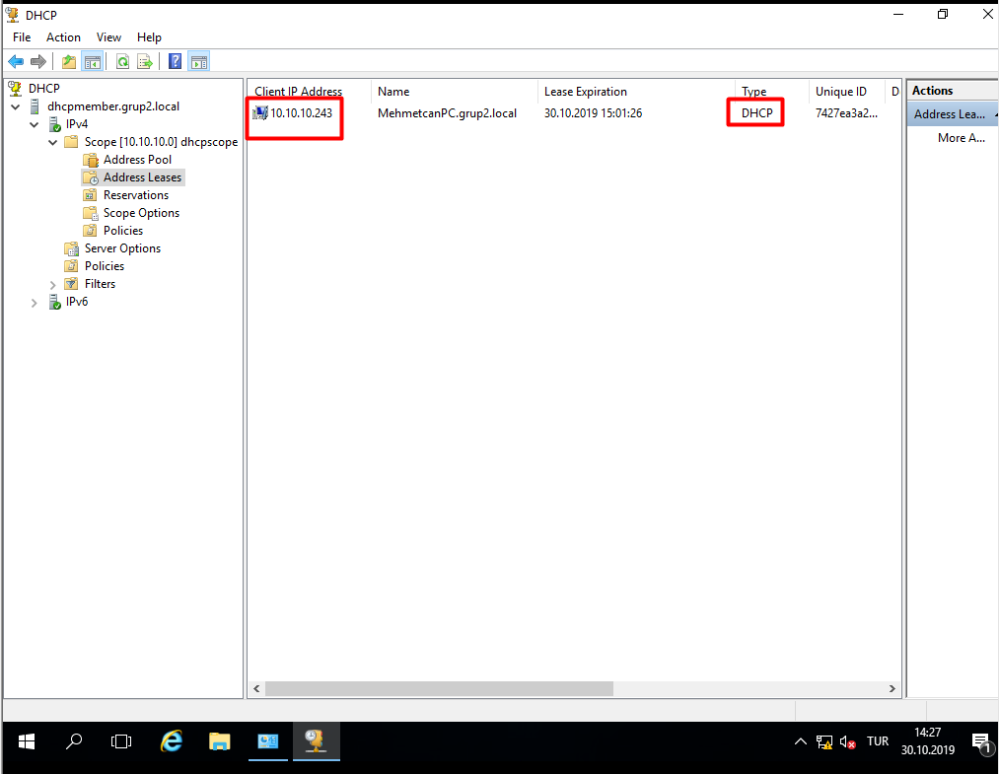 DHCP
File Action View Help
DHCP
dhcpmember.grup2.local
IPv4
Scope [10.10.10.0] dhcpscope
Address Pool
Address Leases
Reservations
Scope Options
Policies
Server Options
Policies
Filters
IPv6
Client IP Address Name Lease Expiration Type Unique ID D
10.10.10.243 MehmetcanPC.grup2.local 30.10.2019 15:01:26 DHCP 7427ea3a2...
Actions
Address Lea...
More A...
TUR
14:27
30.10.2019
1